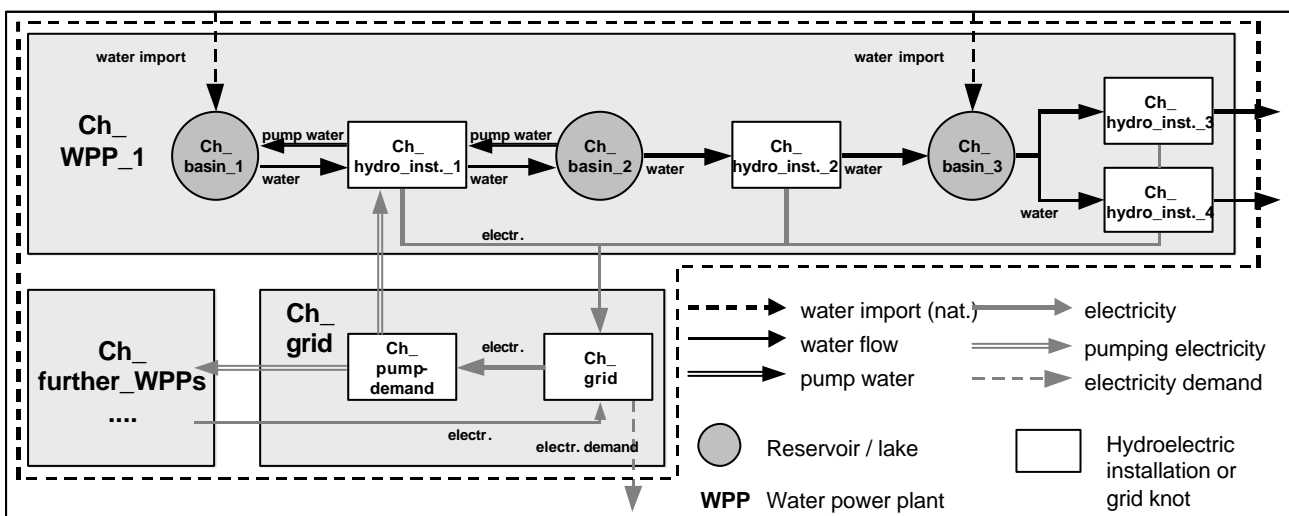 water import
water import
Ch_
WPP_1
Ch_
basin_1
pump water
water
Ch_
hydro_inst._1
pump water
water
Ch_
basin_2
water
Ch_
hydro_inst._2
water
Ch_
basin_3
water
Ch_
hydro_inst._3
Ch_
hydro_inst._4
electr.
Ch_
further_WPPs
....
Ch_
grid
Ch_
pump-
demand
electr.
Ch_
grid
electr.
electr. demand
water import (nat.)
water flow
pump water
electricity
pumping electricity
electricity demand
Reservoir / lake
WPP Water power plant
Hydroelectric
installation or
grid knot